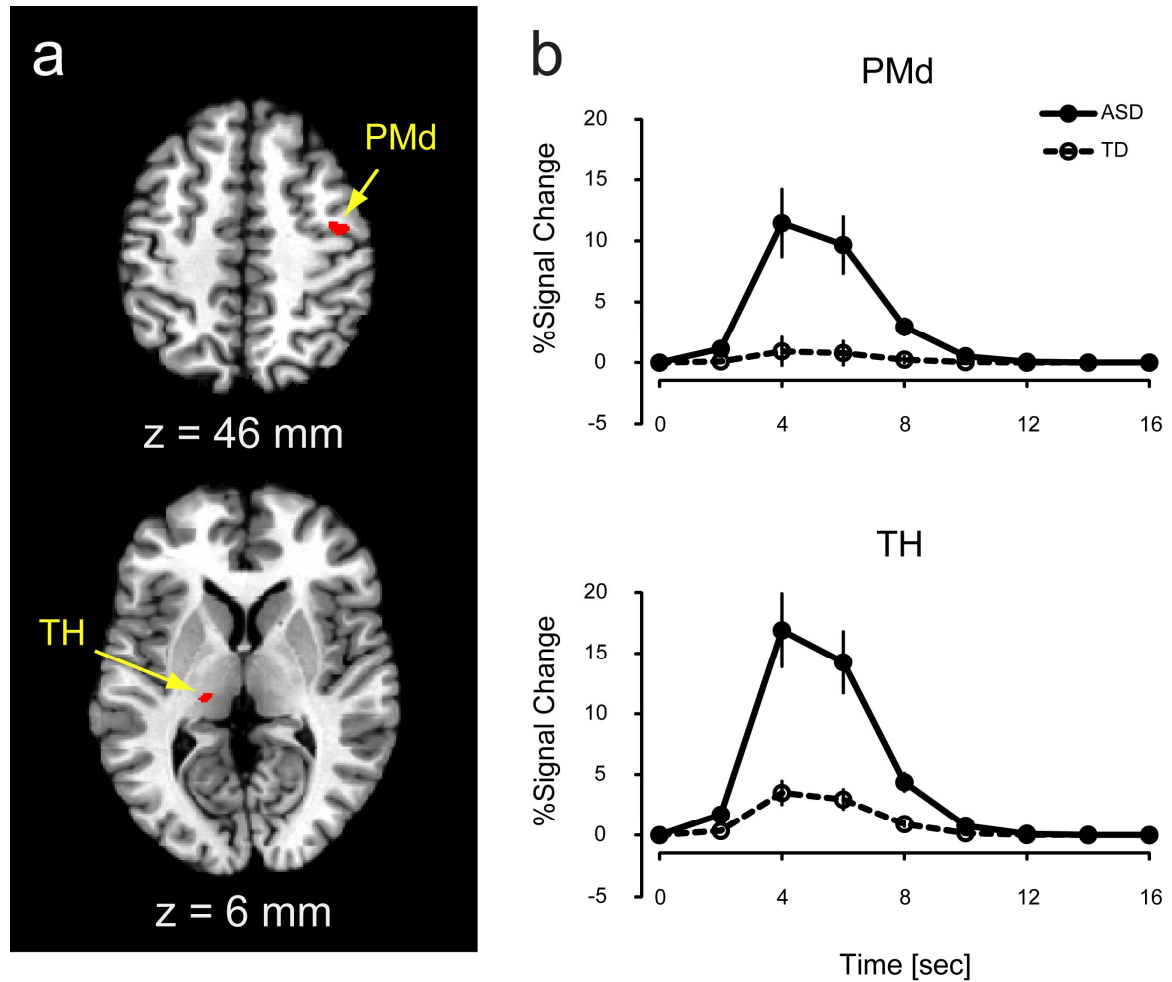 a
PMd
z = 46 mm
TH
z = 6 mm
b
PMd
ASD
TD
%Signal Change
20
15
10
5
0
-5
0 4 8 12 16
TH
%Signal Change
20
15
10
5
0
-5
0 4 8 12 16
Time [sec]